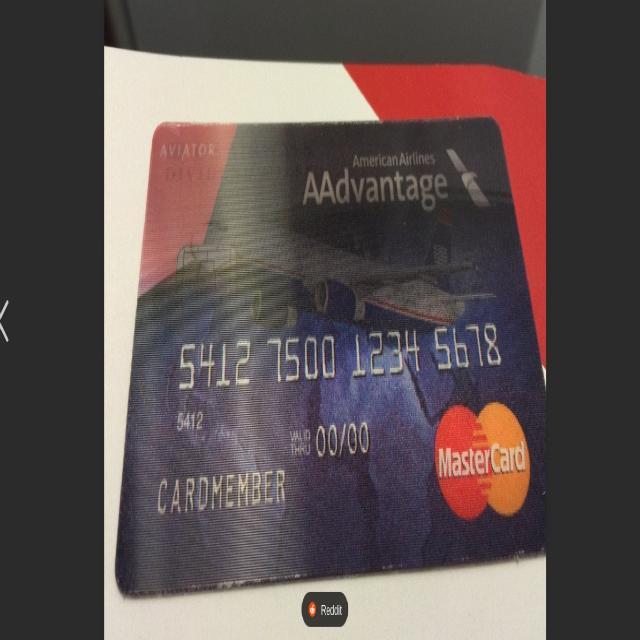 AVIATOR
American Airlines
AAdvantage
5412 7500 1234 5678
5412
VALID THRU 00/00
CARDMEMBER
MasterCard
Reddit